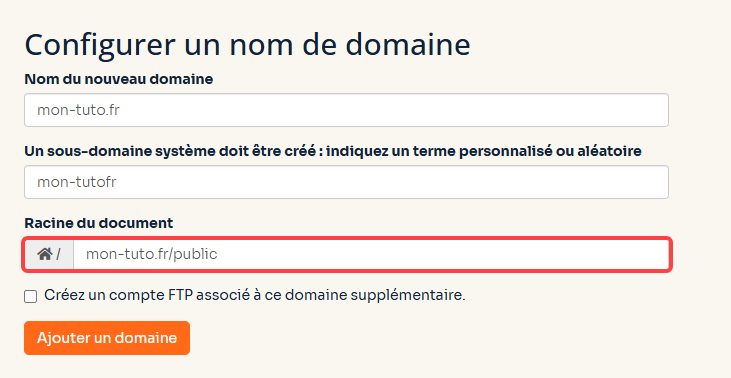 Configurer un nom de domaine
Nom du nouveau domaine
mon-tuto.fr
Un sous-domaine système doit être créé : indiquez un terme personnalisé ou aléatoire
mon-tutofr
Racine du document
/ mon-tuto.fr/public
Créez un compte FTP associé à ce domaine supplémentaire.
Ajouter un domaine